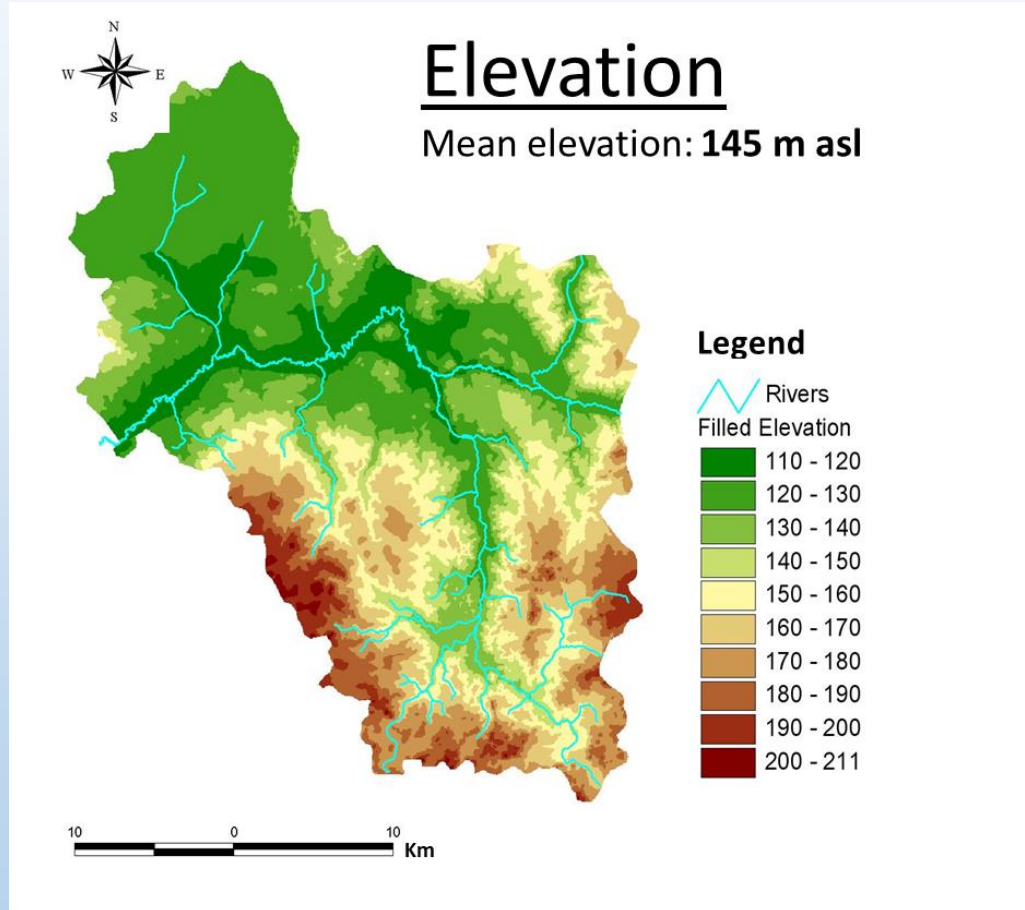 N
W E
S
Elevation
Mean elevation: 145 m asl
Legend
Rivers
Filled Elevation
110 - 120
120 - 130
130 - 140
140 - 150
150 - 160
160 - 170
170 - 180
180 - 190
190 - 200
200 - 211
10 0 10
Km